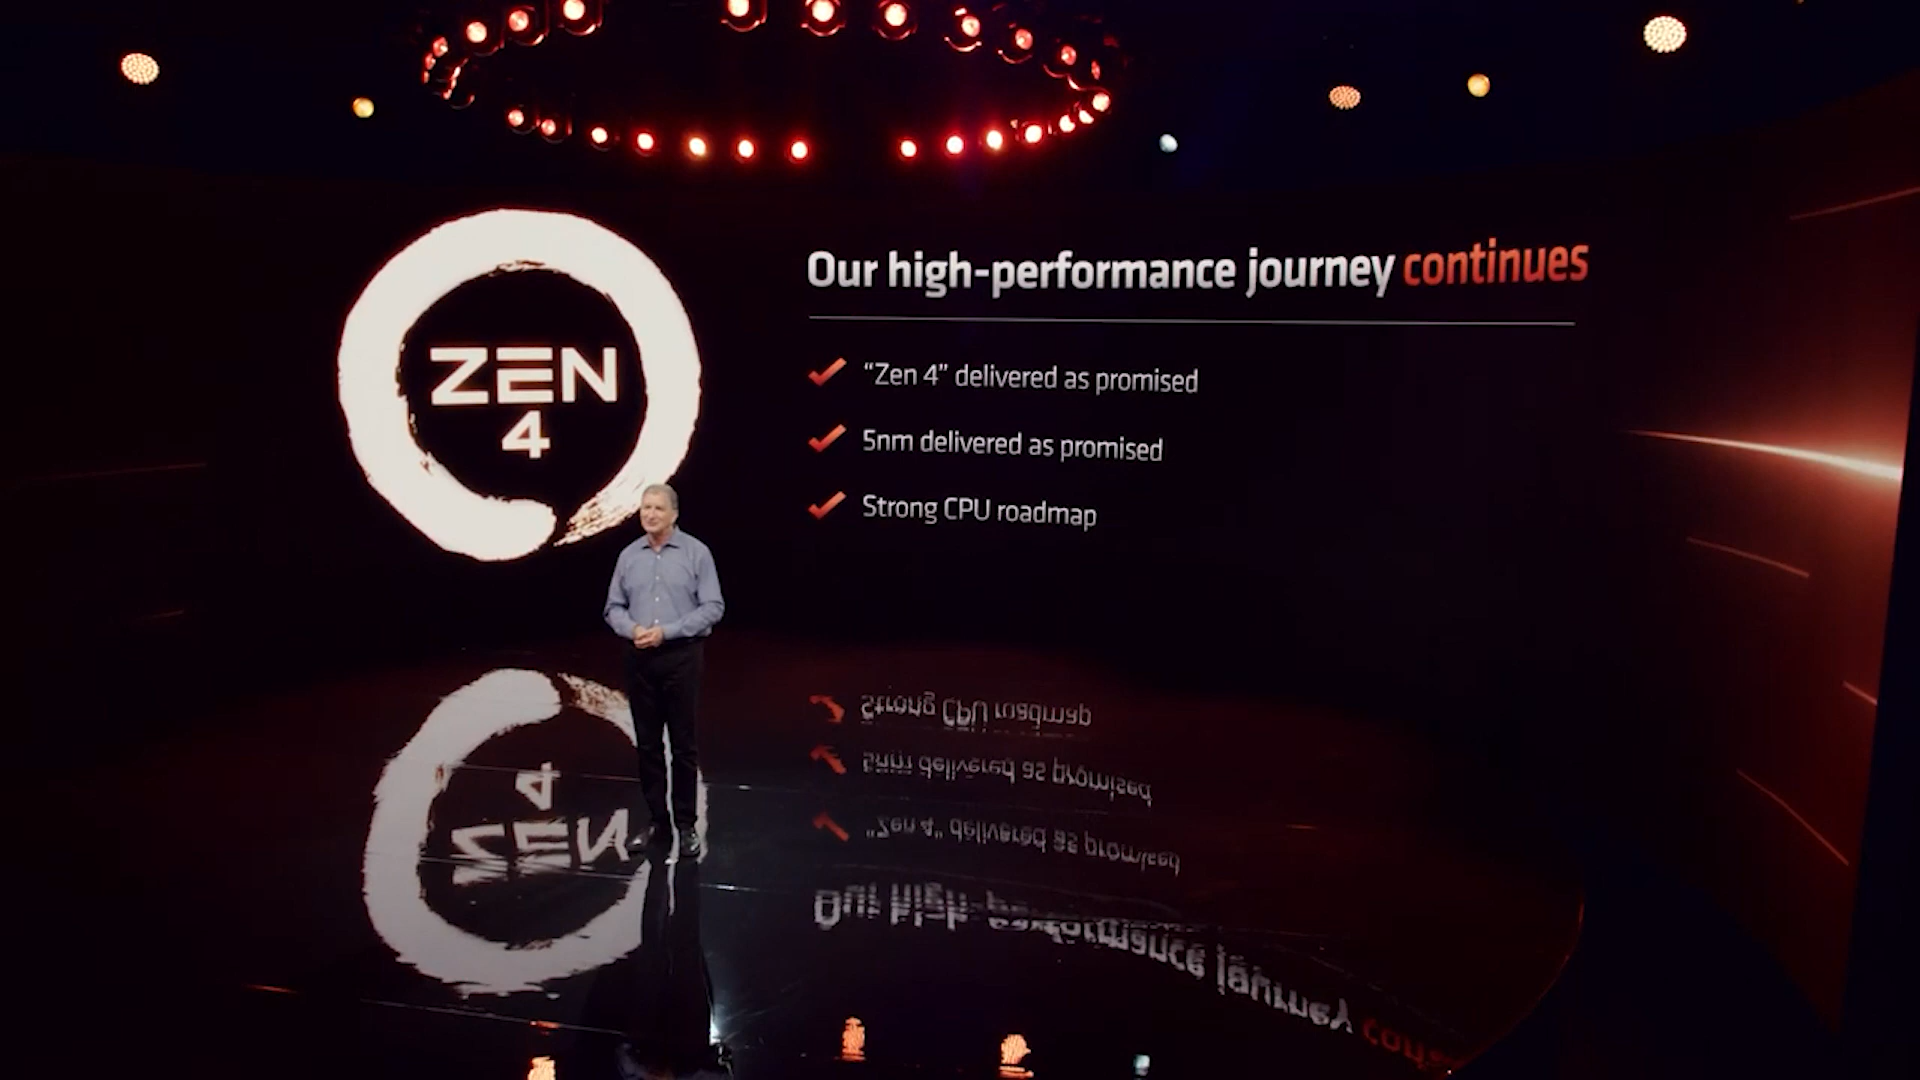 ZEN
4
Our high-performance journey continues
“Zen 4” delivered as promised
5nm delivered as promised
Strong CPU roadmap